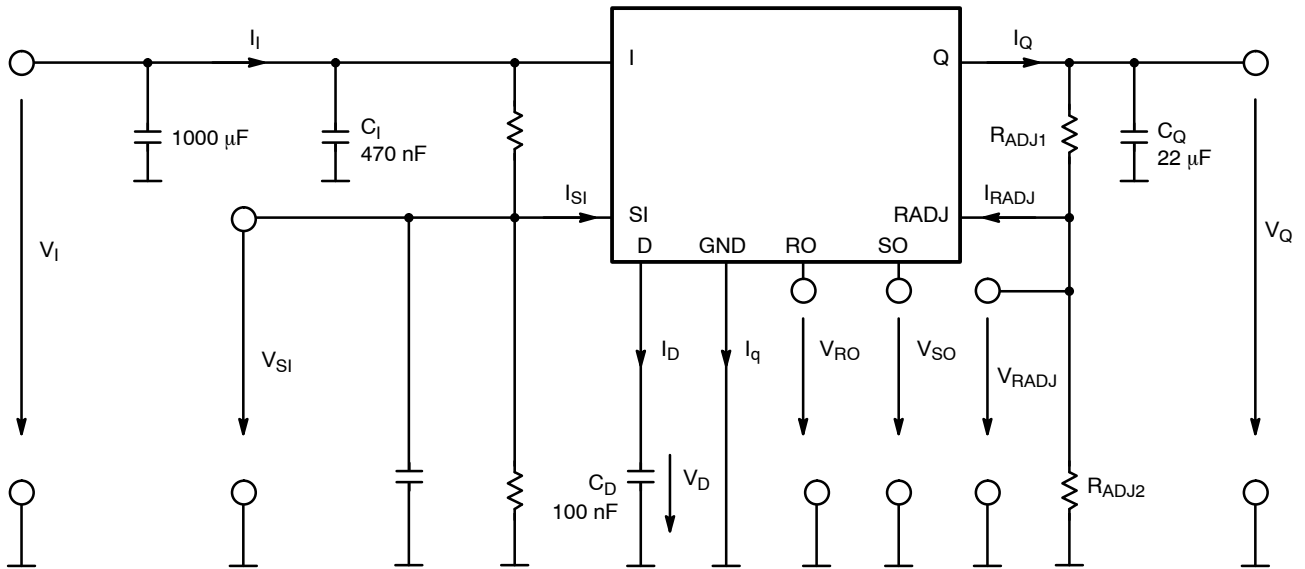 I_I
I
Q
I_Q
1000 μF
C_I
470 nF
R_ADJ1
C_Q
22 μF
I_SI
SI
RADJ
I_RADJ
D
GND
RO
SO
V_I
V_SI
I_D
I_q
V_RO
V_SO
V_RADJ
V_Q
C_D
100 nF
V_D
R_ADJ2